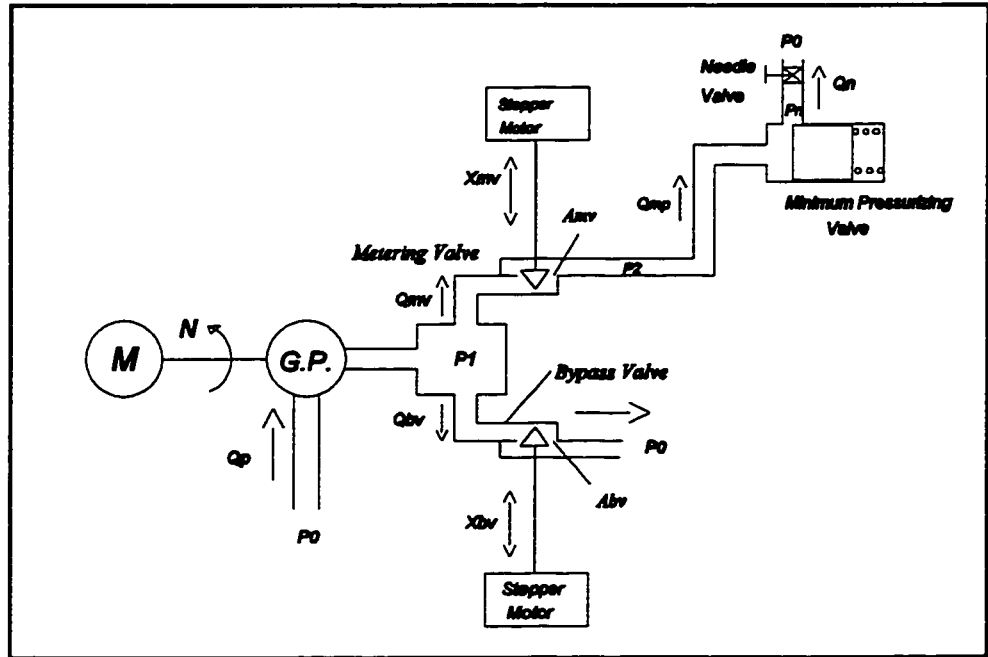 P0
Needle
Valve
Qn
Pn
Stepper
Motor
Xmv
Amv
Qmp
Minimum Pressurizing
Valve
Metering Valve
P2
Qmv
N
M
G.P.
P1
Bypass Valve
Qbv
P0
Qp
Abv
Xbv
P0
Stepper
Motor